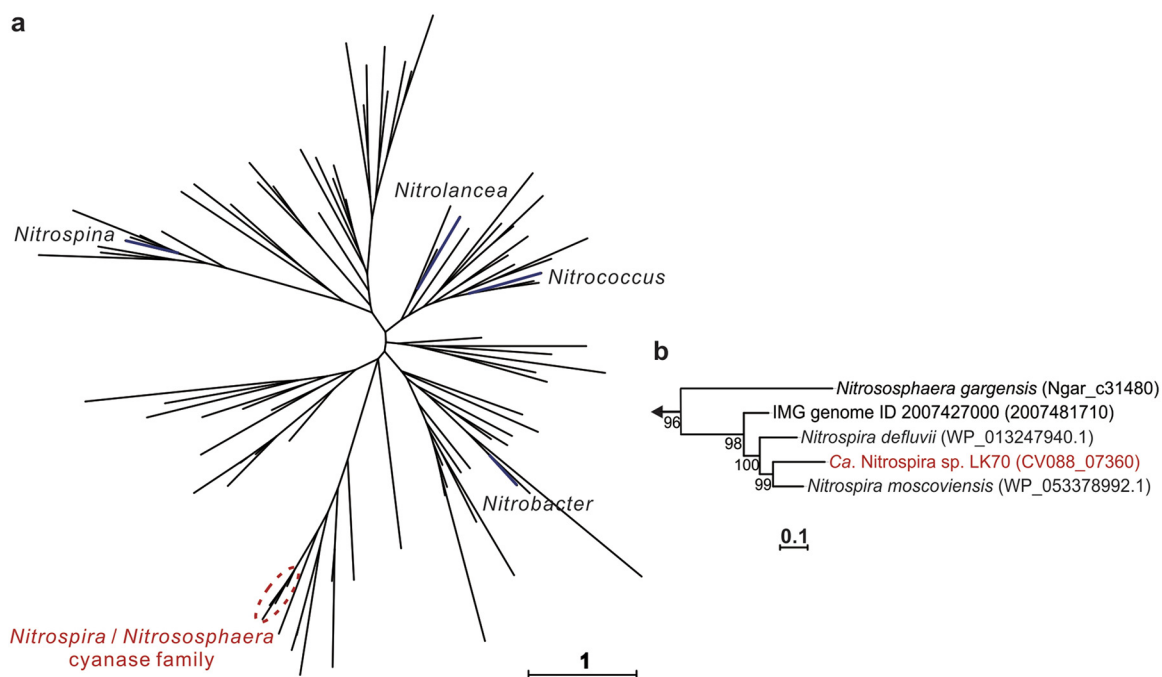 a
Nitrolancea
Nitrospina
Nitrococcus
b
Nitrososphaera gargensis (Ngar_c31480)
96
IMG genome ID 2007427000 (2007481710)
98
Nitrospira defluvii (WP_013247940.1)
100
Ca. Nitrospira sp. LK70 (CV088_07360)
99
Nitrospira moscoviensis (WP_053378992.1)
Nitrobacter
0.1
Nitrospira / Nitrososphaera
cyanase family
1